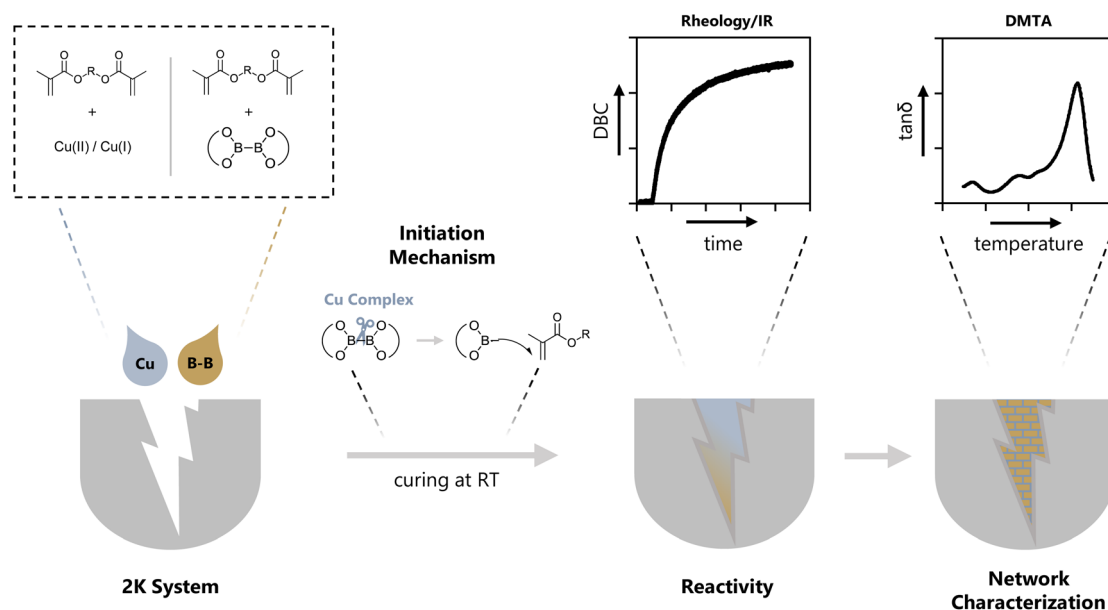 Rheology/IR
DMTA
O
O
R
O
O
O
O
R
O
O
+
+
Cu(II) / Cu(I)
O
O
B
B
O
O
DBC
time
tanδ
temperature
Initiation
Mechanism
Cu Complex
O
O
B
B
O
O
O
B
O
O
O
R
Cu
B-B
curing at RT
2K System
Reactivity
Network
Characterization